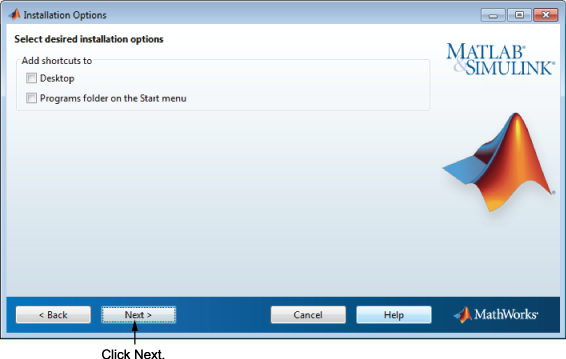 Installation Options
Select desired installation options
Add shortcuts to
Desktop
Programs folder on the Start menu
MATLAB®
&SIMULINK®
< Back
Next >
Cancel
Help
MathWorks®
Click Next.